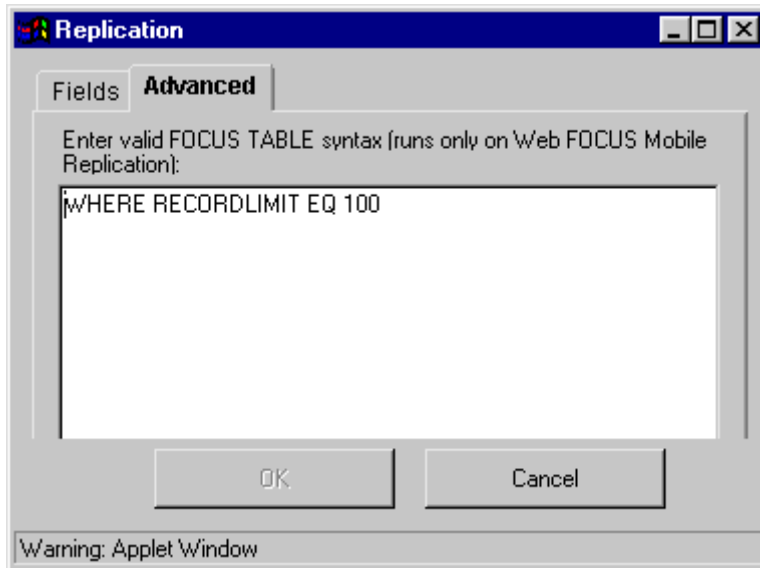 Replication
Fields Advanced
Enter valid FOCUS TABLE syntax (runs only on Web FOCUS Mobile
Replication):
WHERE RECORDLIMIT EQ 100
OK Cancel
Warning: Applet Window